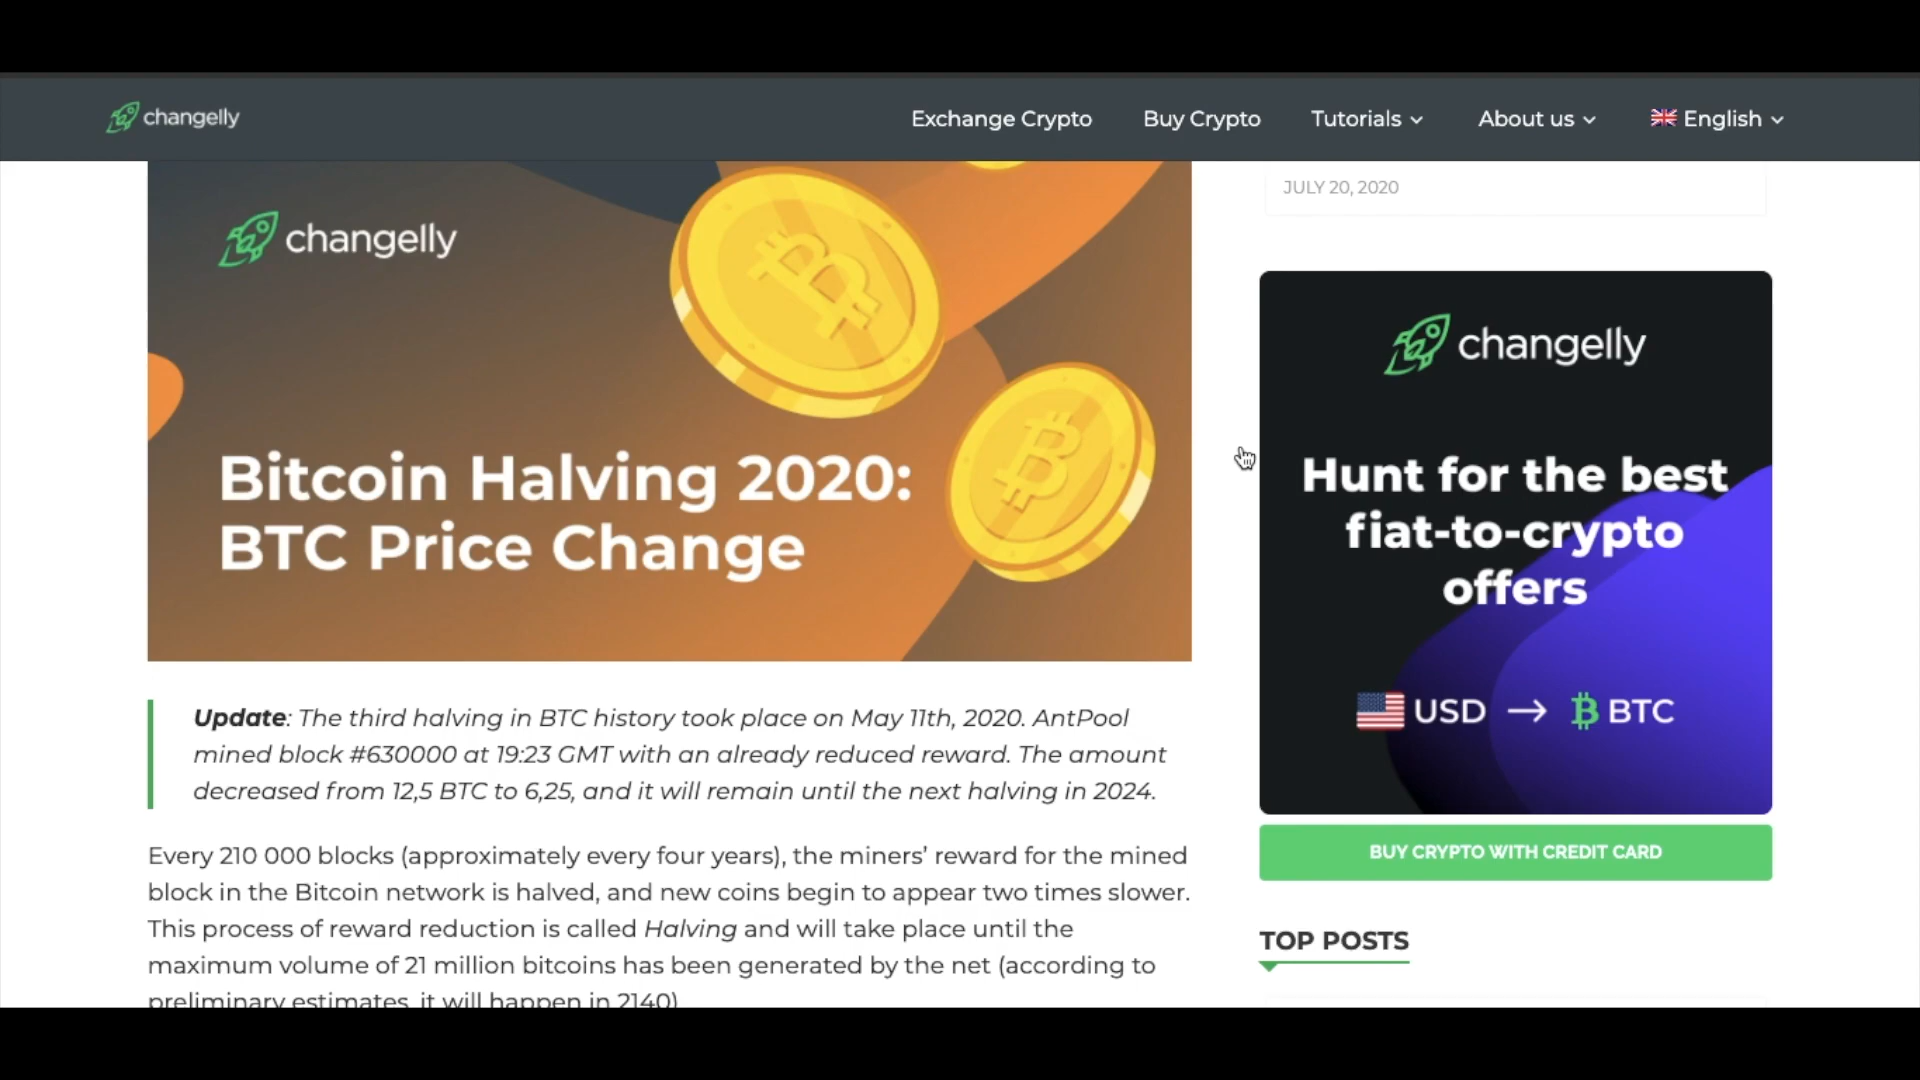 changelly
Exchange Crypto
Buy Crypto
Tutorials
About us
English
changelly
Bitcoin Halving 2020:
BTC Price Change
Update: The third halving in BTC history took place on May 11th, 2020. AntPool
mined block #630000 at 19:23 GMT with an already reduced reward. The amount
decreased from 12,5 BTC to 6,25, and it will remain until the next halving in 2024.
Every 210 000 blocks (approximately every four years), the miners’ reward for the mined
block in the Bitcoin network is halved, and new coins begin to appear two times slower.
This process of reward reduction is called Halving and will take place until the
maximum volume of 21 million bitcoins has been generated by the net (according to
preliminary estimates, it will happen in 2140)
JULY 20, 2020
changelly
Hunt for the best
fiat-to-crypto
offers
USD → BTC
BUY CRYPTO WITH CREDIT CARD
TOP POSTS